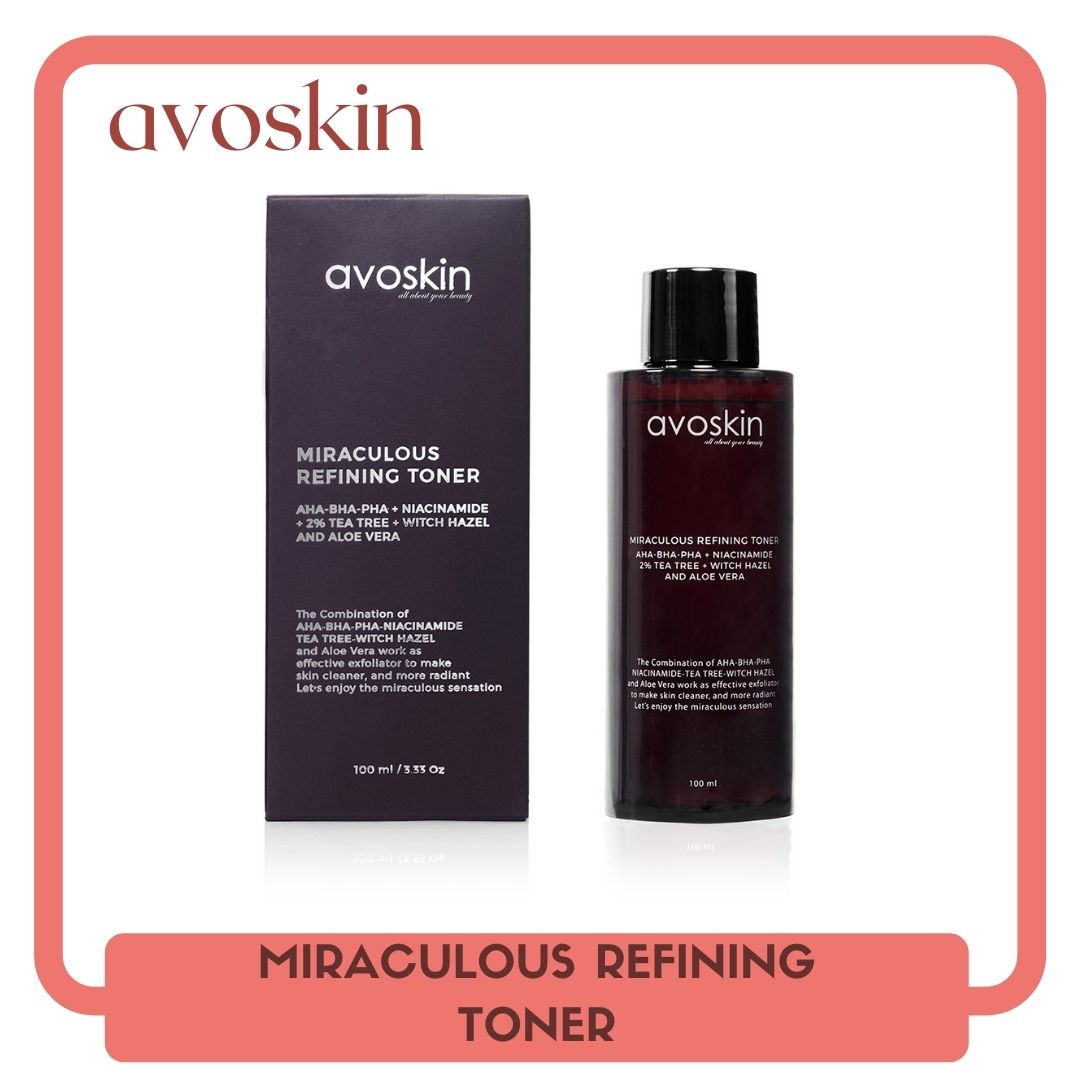 avoskin
avoskin
all about your beauty
MIRACULOUS
REFINING TONER
AHA-BHA-PHA + NIACINAMIDE
+ 2% TEA TREE + WITCH HAZEL
AND ALOE VERA
The Combination of
AHA-BHA-PHA-NIACINAMIDE
TEA TREE-WITCH HAZEL
and Aloe Vera work as
effective exfoliator to make
skin cleaner, and more radiant
Let's enjoy the miraculous sensation
100 ml / 3.33 Oz
avoskin
all about your beauty
MIRACULOUS REFINING TONER
AHA-BHA-PHA + NIACINAMIDE
2% TEA TREE + WITCH HAZEL
AND ALOE VERA
The Combination of AHA-BHA-PHA
NIACINAMIDE-TEA TREE-WITCH HAZEL
and Aloe Vera work as effective exfoliator
to make skin cleaner, and more radiant
Let's enjoy the miraculous sensation
100 ml
MIRACULOUS REFINING
TONER